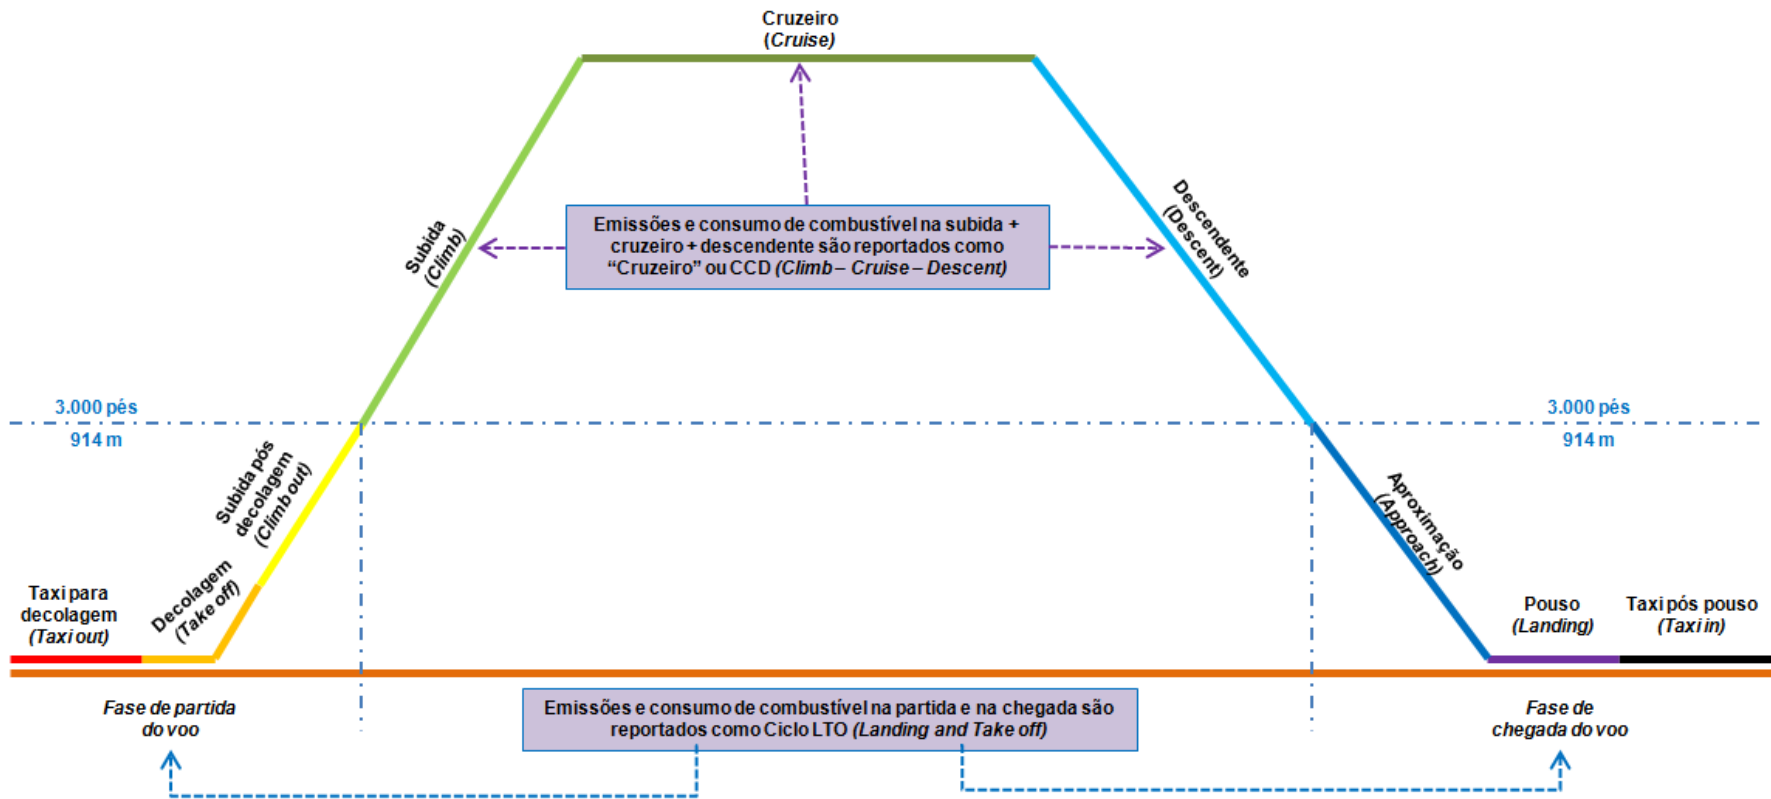 Cruzeiro
(Cruise)
Emissões e consumo de combustível na subida +
cruzeiro + descendente são reportados como
“Cruzeiro” ou CCD (Climb – Cruise – Descent)
Subida
(Climb)
Descendente
(Descent)
3.000 pés
914 m
3.000 pés
914 m
Subida pós
decolagem
(Climb out)
Aproximação
(Approach)
Decolagem
(Take off)
Taxi para
decolagem
(Taxi out)
Pouso
(Landing)
Taxi pós pouso
(Taxi in)
Fase de partida
do voo
Emissões e consumo de combustível na partida e na chegada são
reportados como Ciclo LTO (Landing and Take off)
Fase de
chegada do voo